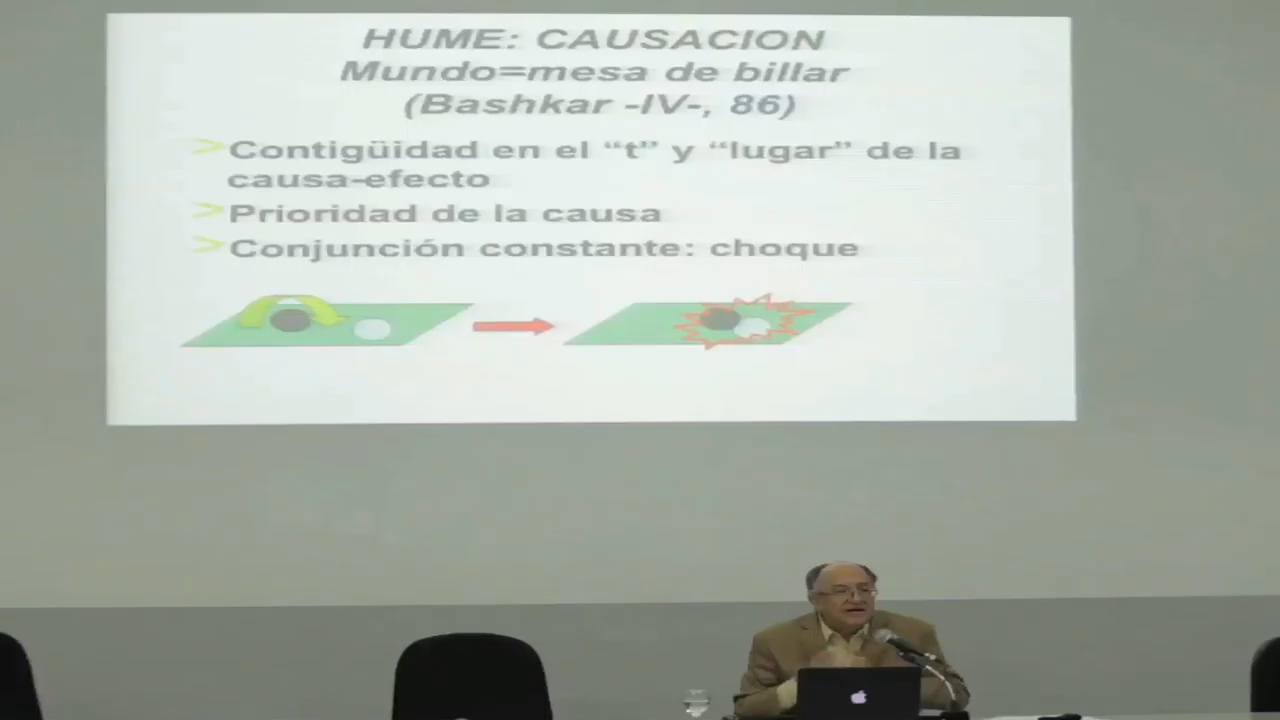 HUME: CAUSACION
Mundo=mesa de billar
(Bashkar -IV-, 86)
Contigüidad en el “t” y “lugar” de la
causa-efecto
Prioridad de la causa
Conjunción constante: choque